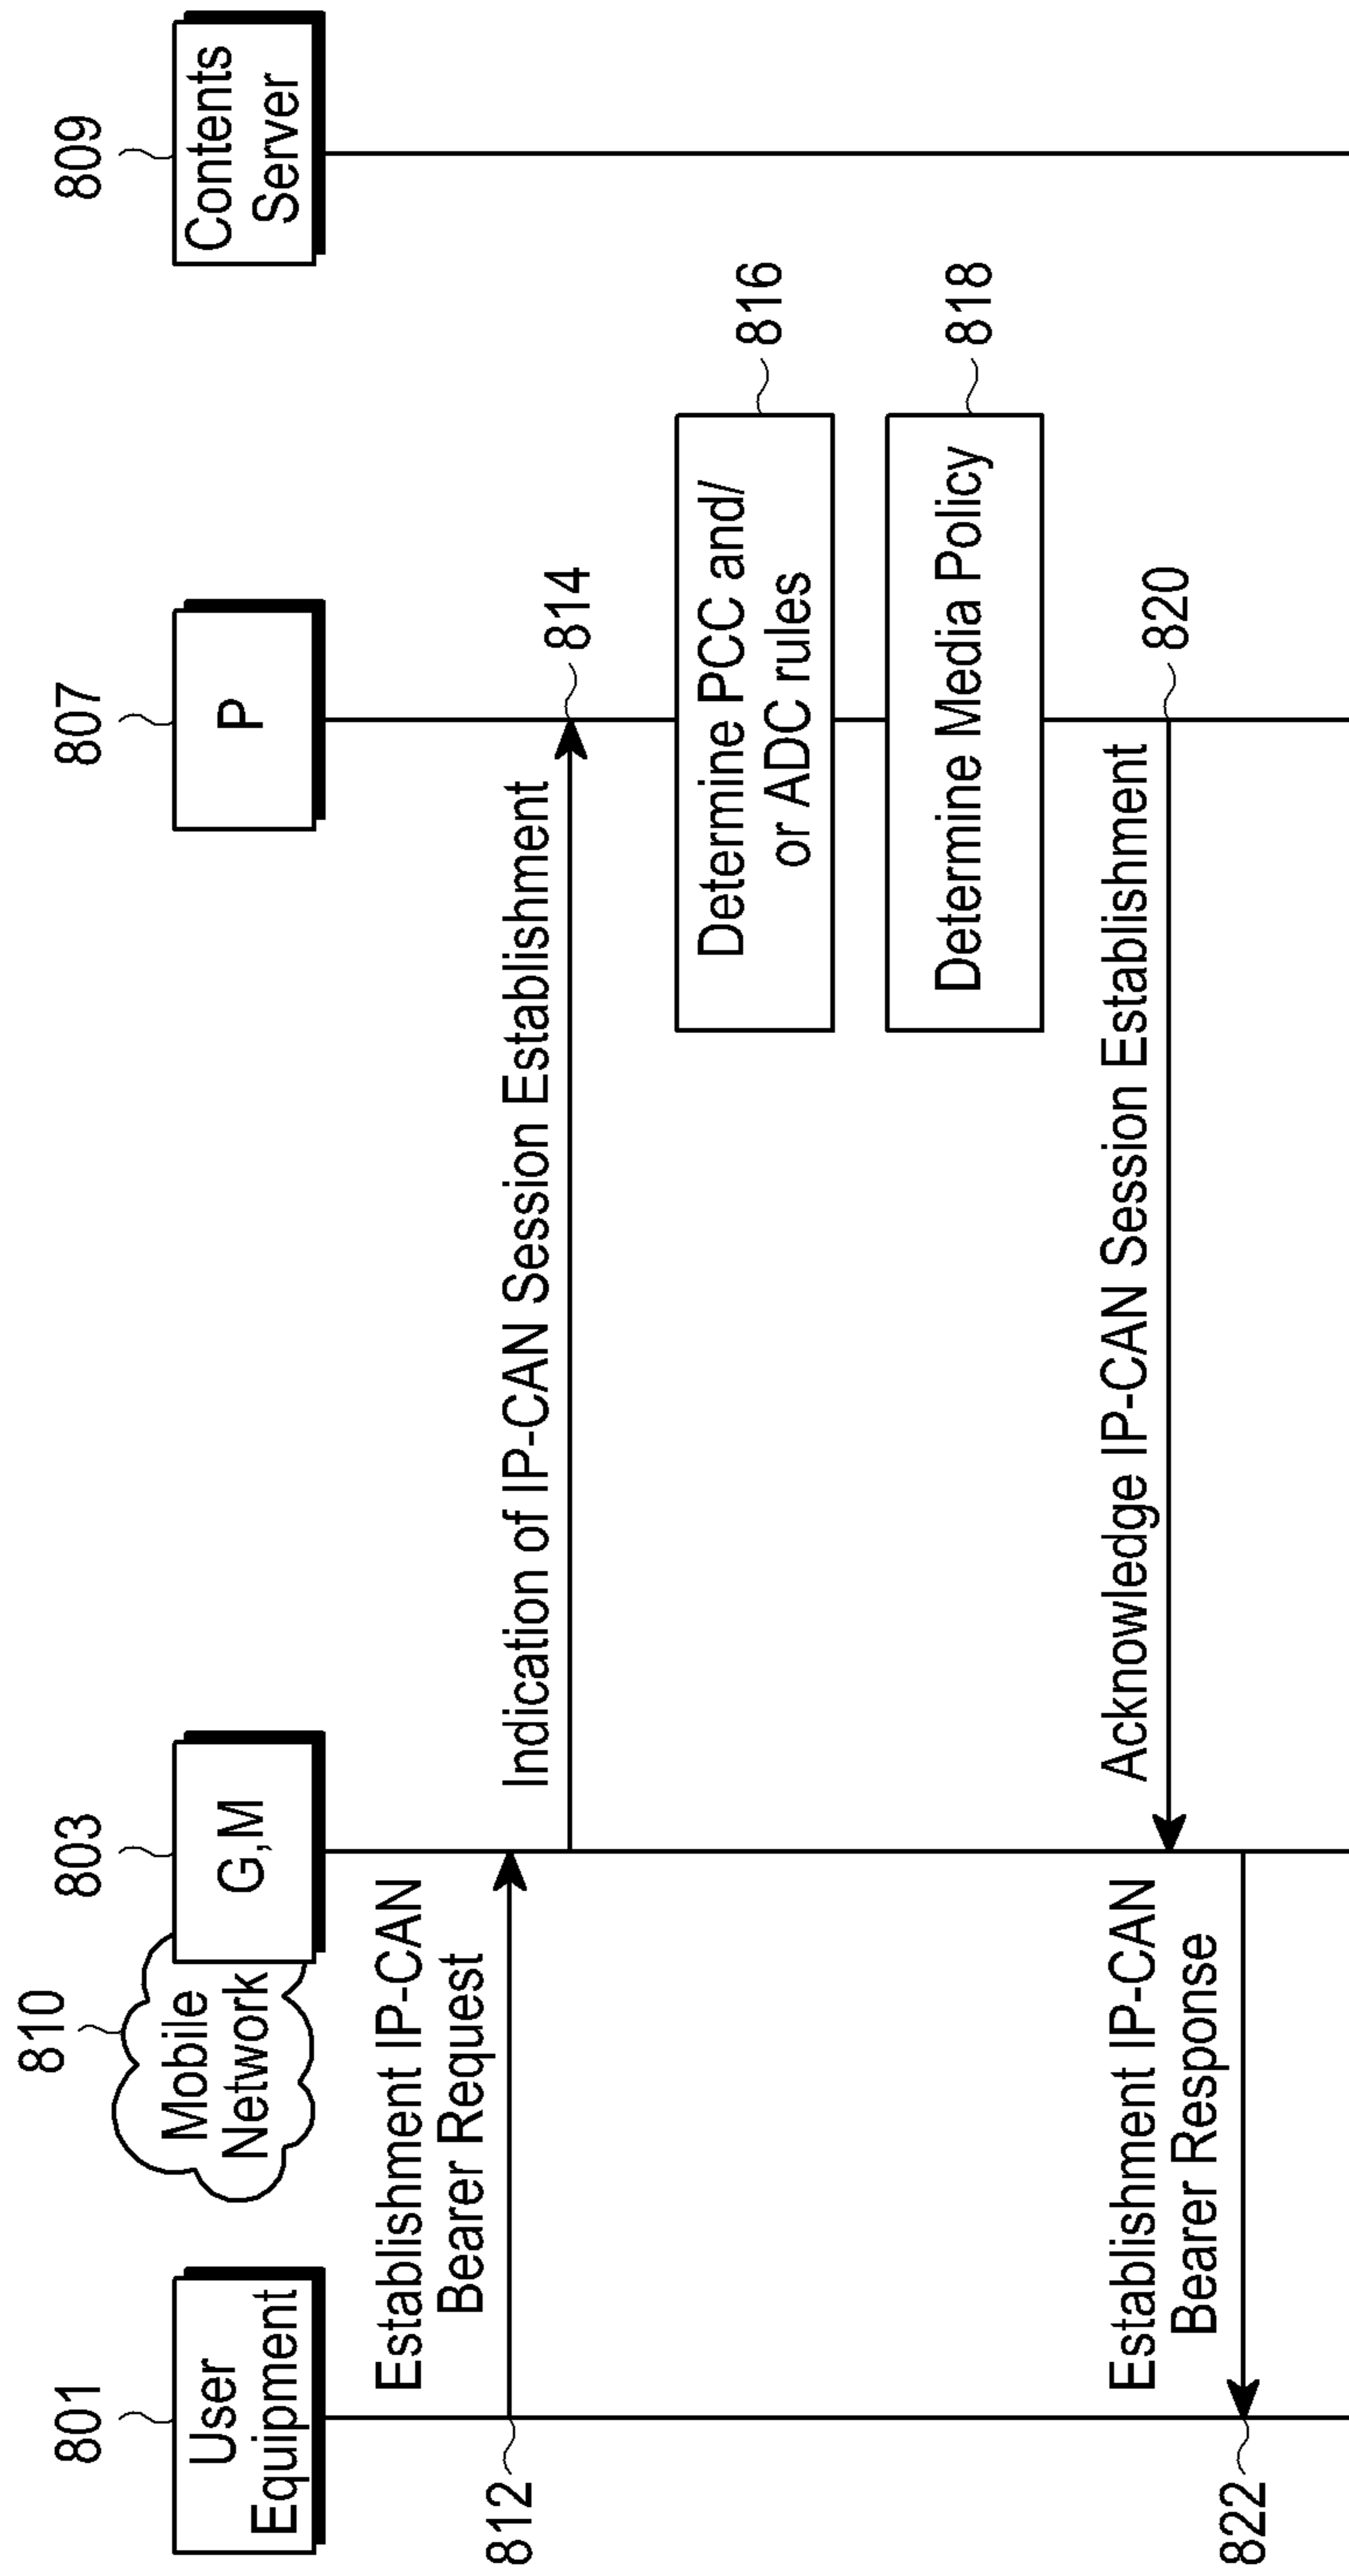 801
810
803
807
809
User
Equipment
Mobile
Network
G,M
P
Contents
Server
Establishment IP-CAN
Bearer Request
812
Indication of IP-CAN Session Establishment
814
Determine PCC and/
or ADC rules
816
Determine Media Policy
818
Acknowledge IP-CAN Session Establishment
820
Establishment IP-CAN
Bearer Response
822